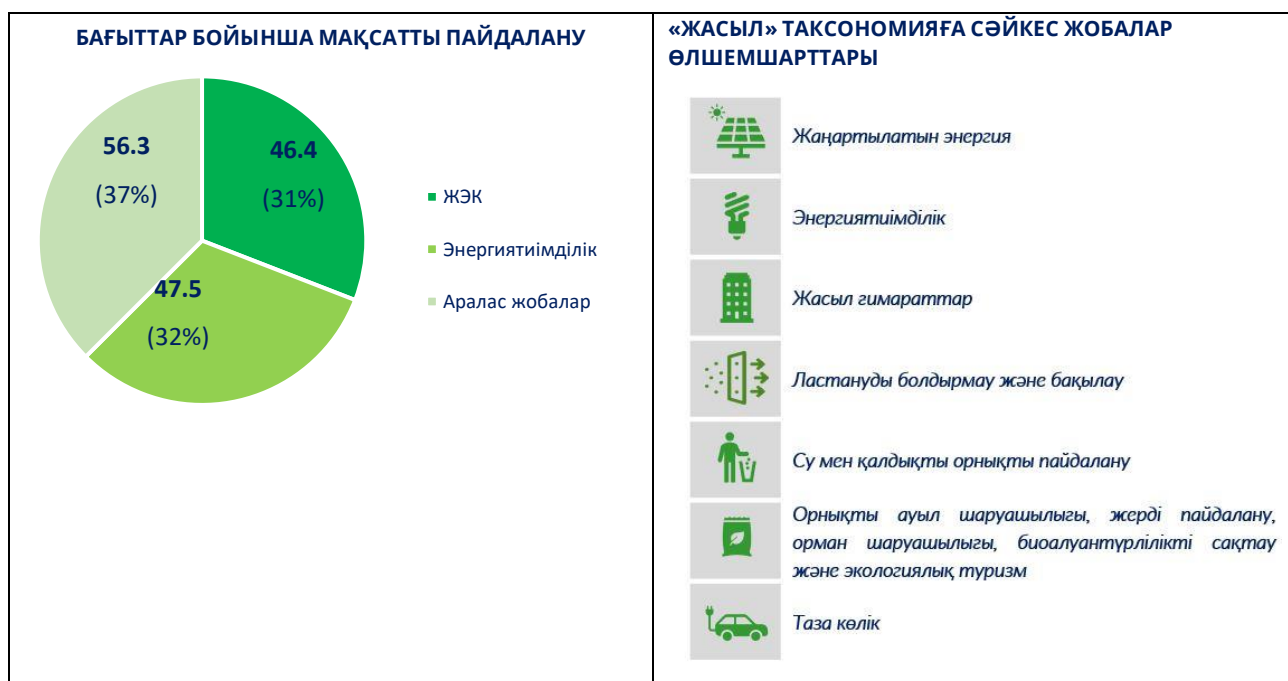 БАҒЫТТАР БОЙЫНША МАҚСАТТЫ ПАЙДАЛАНУ
56.3
(37%)
46.4
(31%)
47.5
(32%)
ЖЭК
Энергиятиімділік
Аралас жобалар
«ЖАСЫЛ» ТАКСОНОМИЯҒА СӘЙКЕС ЖОБАЛАР
ӨЛШЕМШАРТТАРЫ
Жаңартылатын энергия
Энергиятиімділік
Жасыл ғимараттар
Ластануды болдырмау және бақылау
Су мен қалдықты орнықты пайдалану
Орнықты ауыл шаруашылығы, жерді пайдалану,
орман шаруашылығы, биоалуантүрлілікті сақтау
және экологиялық туризм
Таза көлік